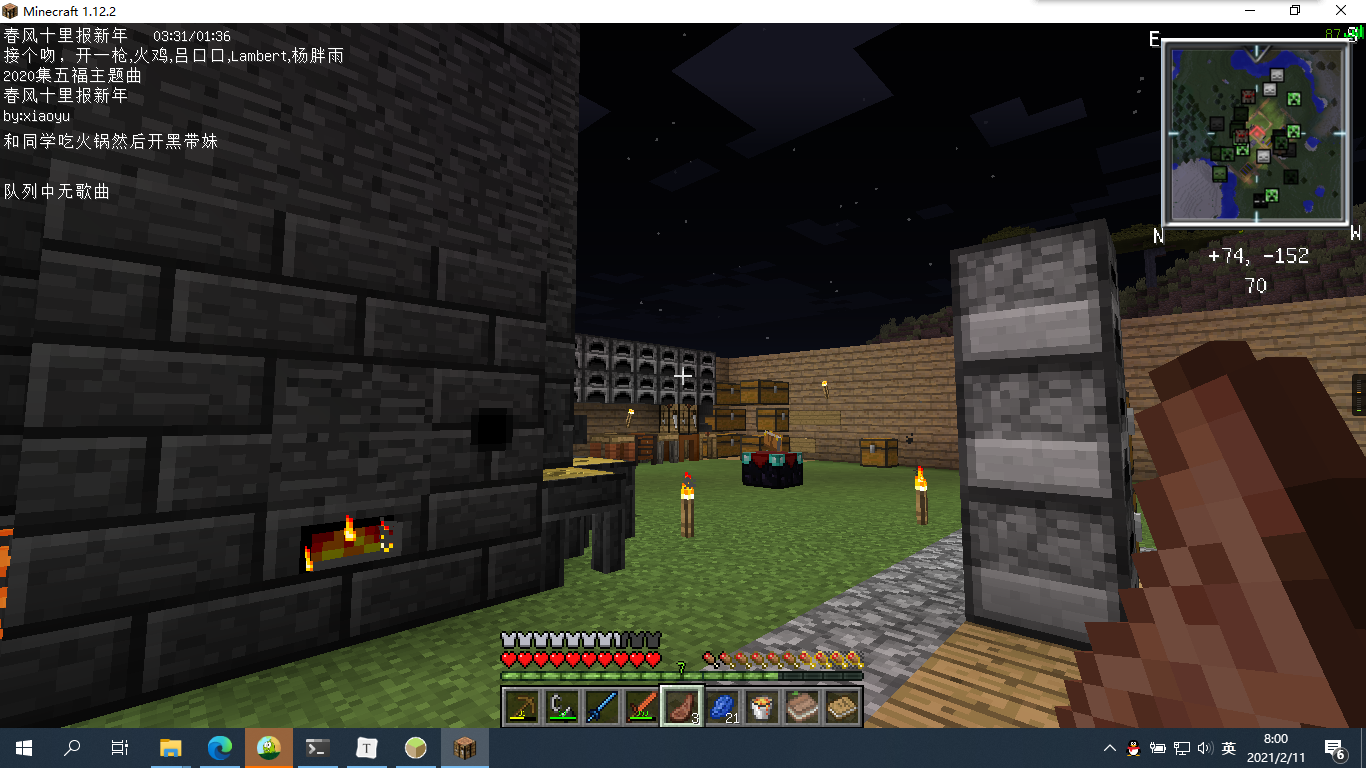 Minecraft 1.12.2
春风十里报新年 03:31/01:36
接个吻，开一枪,火鸡,吕口口,Lambert,杨胖雨
2020集五福主题曲
春风十里报新年
by:xiaoyu
和同学吃火锅然后开黑带妹
队列中无歌曲
E
N
W
+74, -152
70
7
3
21
T
英
8:00
2021/2/11
6